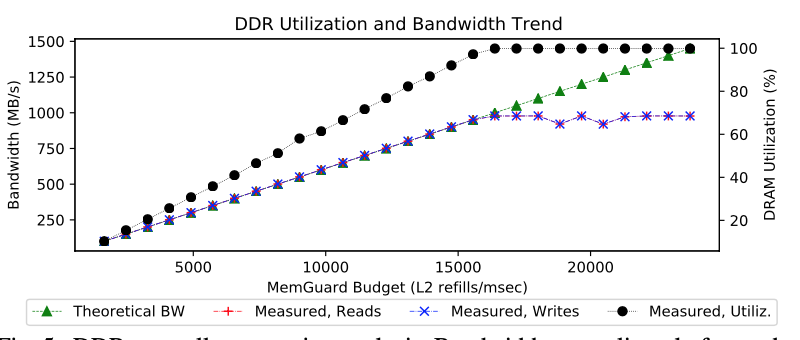 DDR Utilization and Bandwidth Trend
Bandwidth (MB/s)
1500
1250
1000
750
500
250
100
80
60
40
20
DRAM Utilization (%)
5000 10000 15000 20000
MemGuard Budget (L2 refills/msec)
Theoretical BW Measured, Reads Measured, Writes Measured, Utiliz.